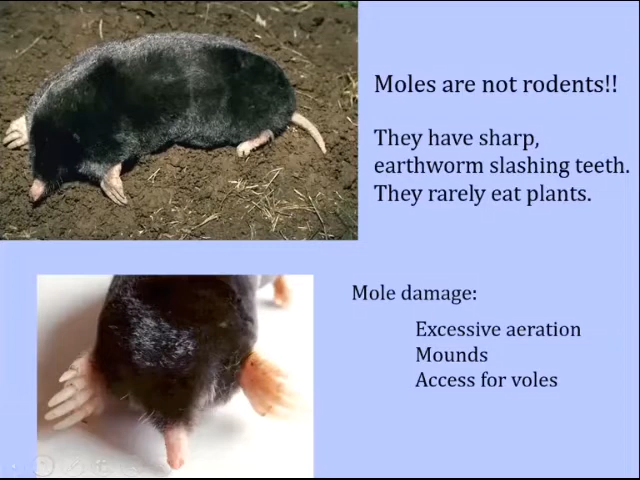 Moles are not rodents!!
They have sharp,
earthworm slashing teeth.
They rarely eat plants.
Mole damage:
Excessive aeration
Mounds
Access for voles